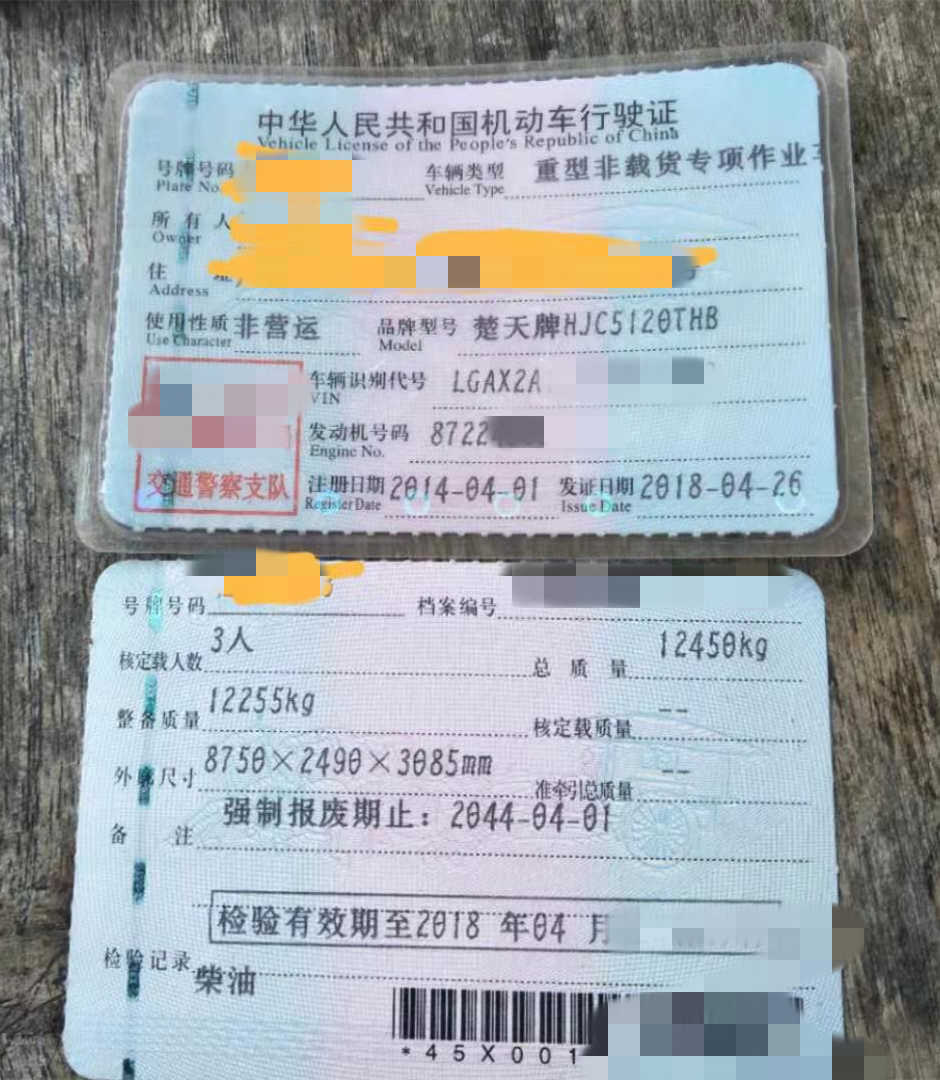 中华人民共和国机动车行驶证
Vehicle License of the People's Republic of China
号牌号码 车辆类型 重型非载货专项作业
Plate No. Vehicle Type
所有人
Owner
住
Address
使用性质 非营运 品牌型号 楚天牌HJC5120THB
Use Character Model
车辆识别代号 LGAX2A
VIN
发动机号码 8722
Engine No.
交通警察支队
注册日期 2014-04-01 发证日期 2018-04-26
Register Date Issue Date
号牌号码 档案编号
核定载人数 3人 总质量 12450kg
整备质量 12255kg 核定载质量 --
外廓尺寸 8750×2490×3085mm 准牵引总质量 --
备注 强制报废期止：2044-04-01
检验有效期至2018 年04 月
检验记录 柴油
*45X001